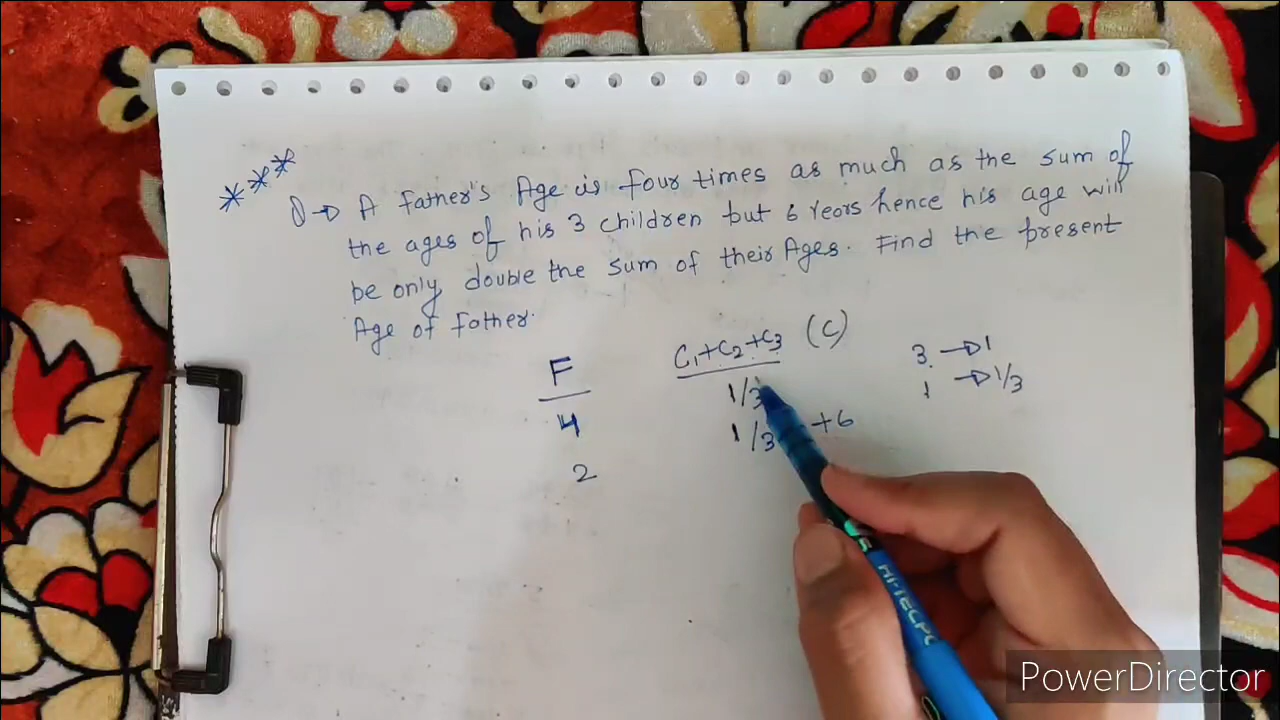 *** Q→ A Father's Age is four times as much as the sum of
the ages of his 3 children but 6 Years hence his age will
be only double the sum of their Ages. Find the present
Age of Father.
F C₁+C₂+C₃ (C) 3 →1
4 1/3 1 →1/3
2 1/3 +6
HI-TECPO
PowerDirector